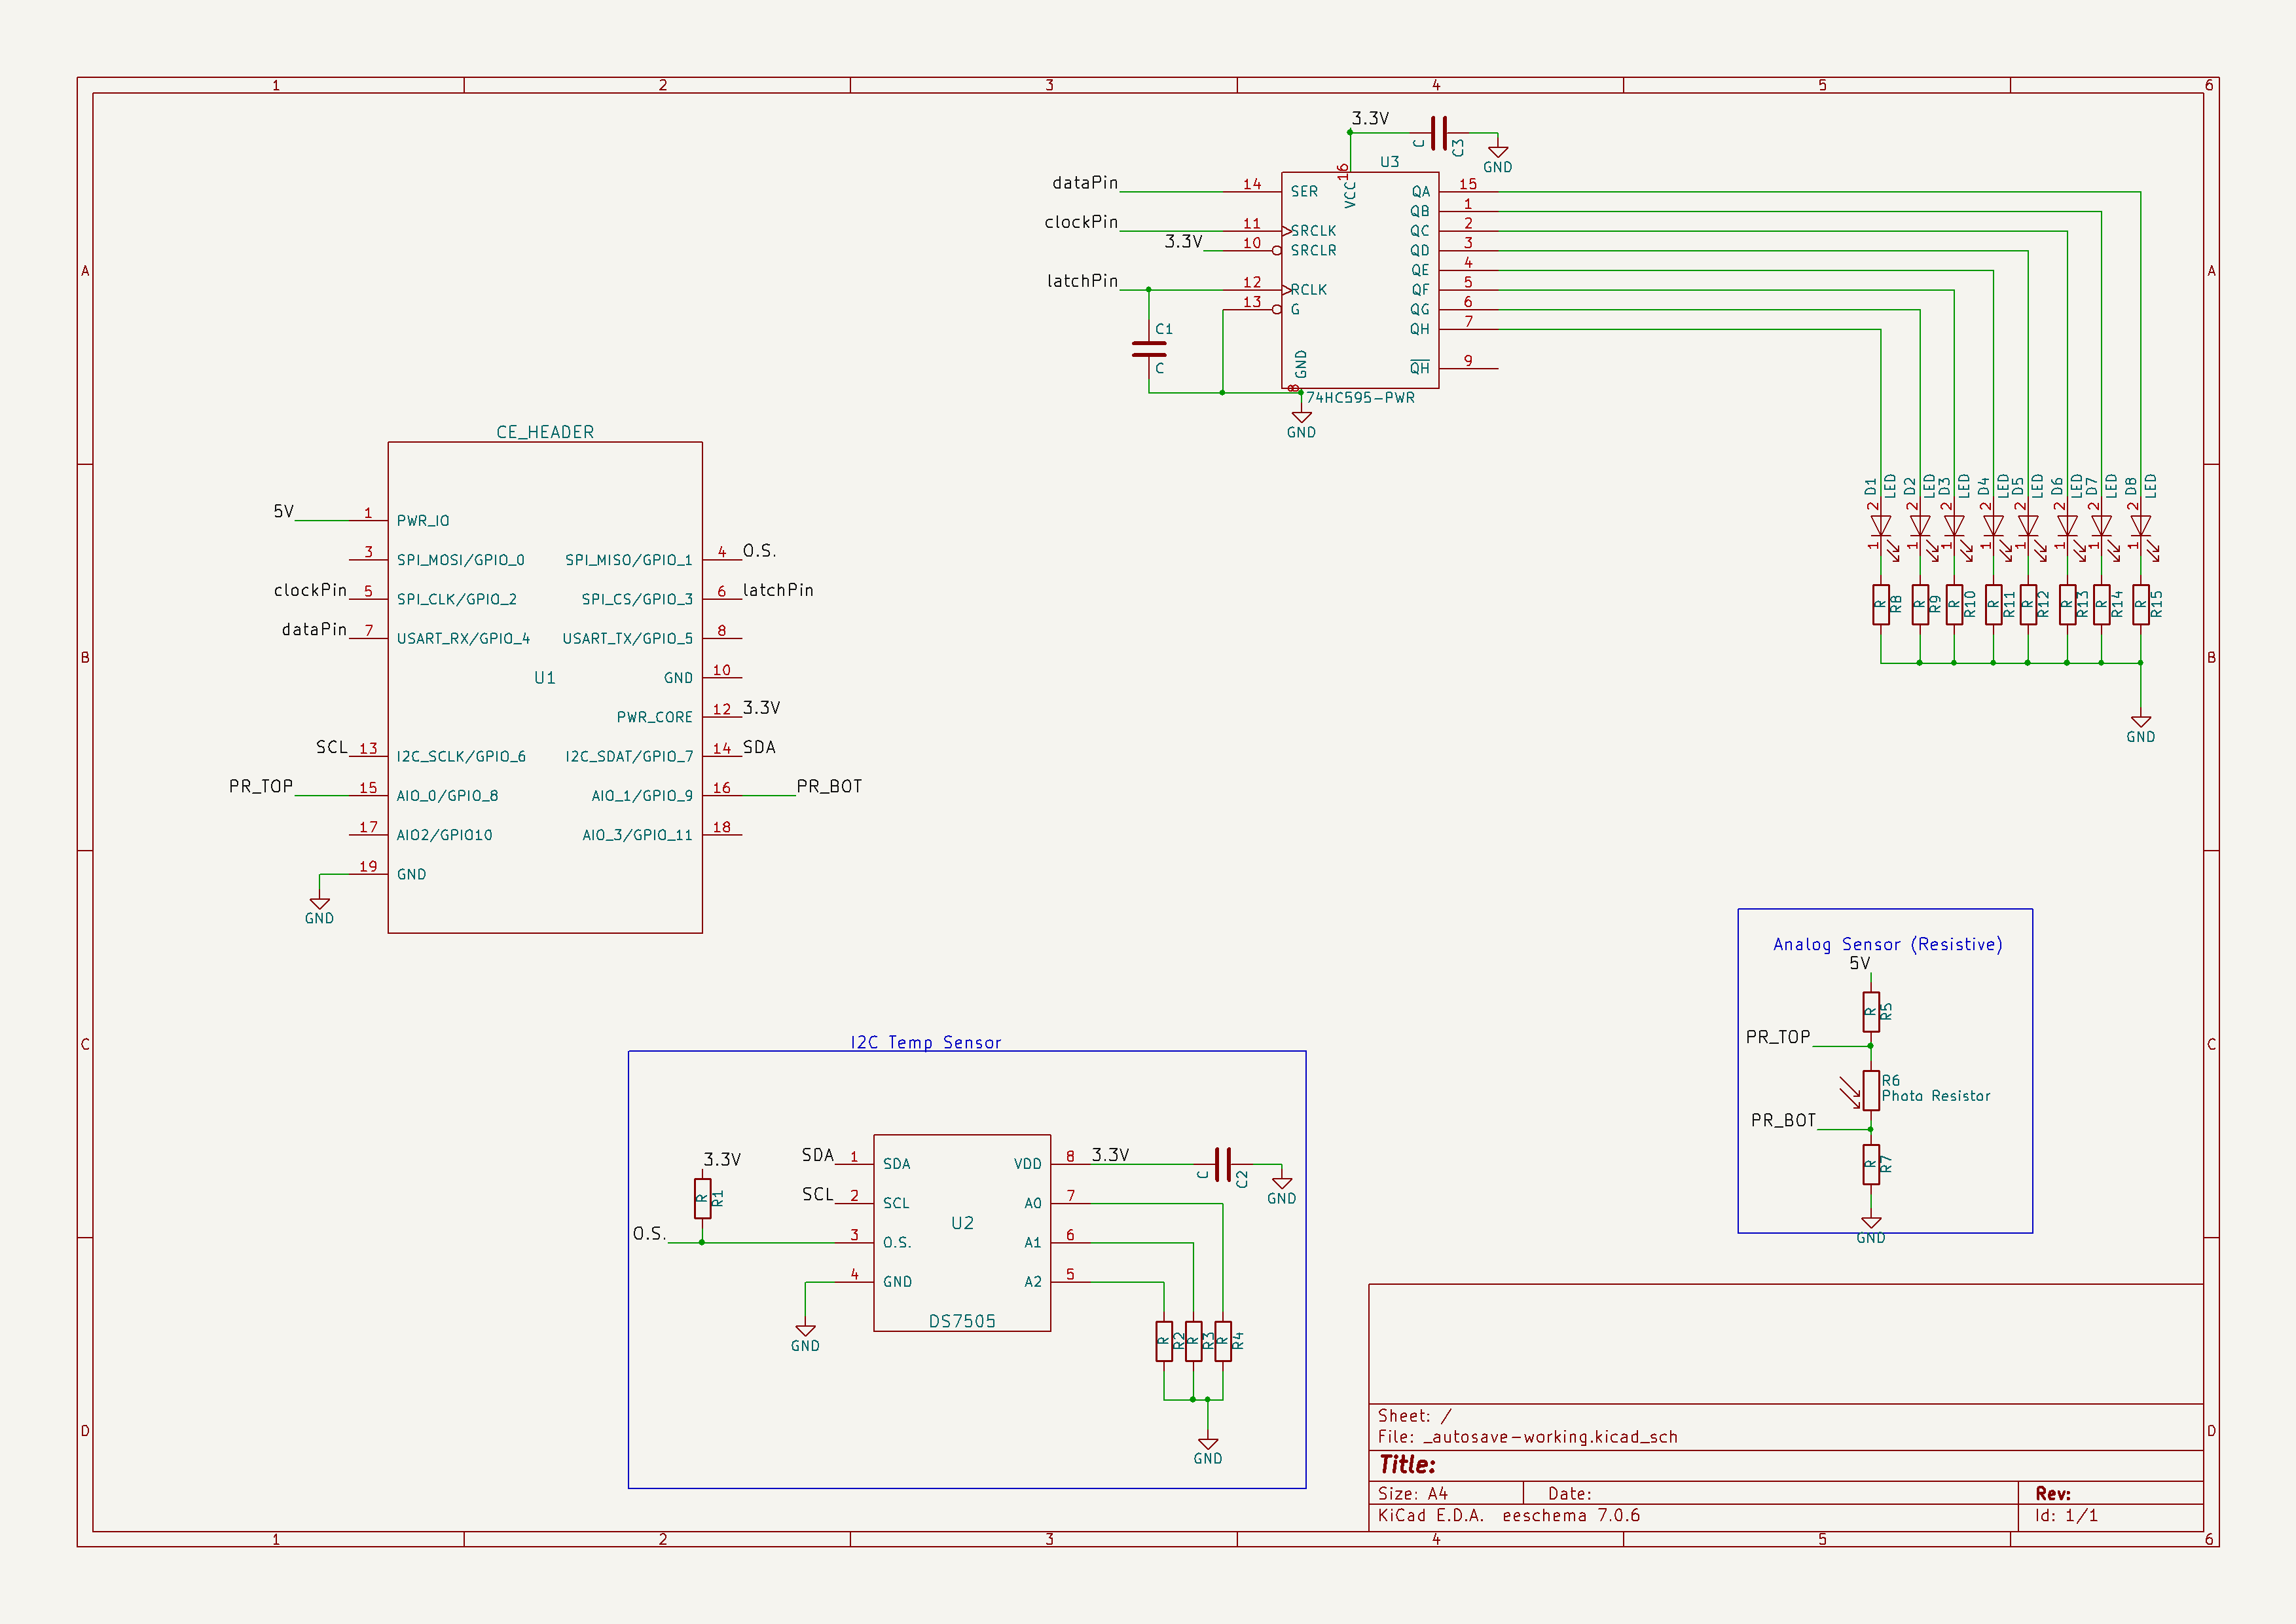 1 2 3 4 5 6
A
B
C
D
A
B
C
D
3.3V
C
C3
GND
U3
16
VCC
dataPin
14
SER
clockPin
11
SRCLK
3.3V
10
SRCLR
latchPin
12
RCLK
13
G
C1
C
GND
8
GND
74HC595-PWR
QA
15
QB
1
QC
2
QD
3
QE
4
QF
5
QG
6
QH
7
QH
9
D1 LED D2 LED D3 LED D4 LED D5 LED D6 LED D7 LED D8 LED
2 2 2 2 2 2 2 2
1 1 1 1 1 1 1 1
R R8 R R9 R R10 R R11 R R12 R R13 R R14 R R15
GND
CE_HEADER
5V
1
PWR_IO
3
SPI_MOSI/GPIO_0
SPI_MISO/GPIO_1
4
O.S.
clockPin
5
SPI_CLK/GPIO_2
SPI_CS/GPIO_3
6
latchPin
dataPin
7
USART_RX/GPIO_4
USART_TX/GPIO_5
8
U1
GND
10
PWR_CORE
12
3.3V
SCL
13
I2C_SCLK/GPIO_6
I2C_SDAT/GPIO_7
14
SDA
PR_TOP
15
AIO_0/GPIO_8
AIO_1/GPIO_9
16
PR_BOT
17
AIO2/GPIO10
AIO_3/GPIO_11
18
19
GND
GND
Analog Sensor (Resistive)
5V
R
R5
PR_TOP
R6
Photo Resistor
PR_BOT
R
R7
GND
I2C Temp Sensor
3.3V
R
R1
O.S.
SDA
1
SDA
SCL
2
SCL
3
O.S.
4
GND
GND
U2
DS7505
VDD
8
3.3V
C
C2
GND
A0
7
A1
6
A2
5
R R2 R R3 R R4
GND
Sheet: /
File: _autosave-working.kicad_sch
Title:
Size: A4
Date:
Rev:
KiCad E.D.A. eeschema 7.0.6
Id: 1/1
1 2 3 4 5 6